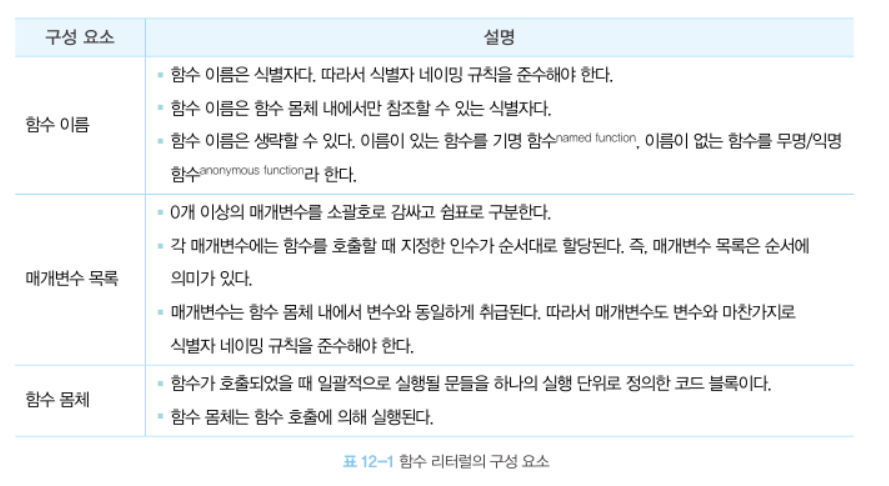 구성 요소 설명
함수 이름
▪ 함수 이름은 식별자다. 따라서 식별자 네이밍 규칙을 준수해야 한다.
▪ 함수 이름은 함수 몸체 내에서만 참조할 수 있는 식별자다.
▪ 함수 이름은 생략할 수 있다. 이름이 있는 함수를 기명 함수named function, 이름이 없는 함수를 무명/익명
함수anonymous function라 한다.
매개변수 목록
▪ 0개 이상의 매개변수를 소괄호로 감싸고 쉼표로 구분한다.
▪ 각 매개변수에는 함수를 호출할 때 지정한 인수가 순서대로 할당된다. 즉, 매개변수 목록은 순서에
의미가 있다.
▪ 매개변수는 함수 몸체 내에서 변수와 동일하게 취급된다. 따라서 매개변수도 변수와 마찬가지로
식별자 네이밍 규칙을 준수해야 한다.
함수 몸체
▪ 함수가 호출되었을 때 일괄적으로 실행될 문들을 하나의 실행 단위로 정의한 코드 블록이다.
▪ 함수 몸체는 함수 호출에 의해 실행된다.
표 12-1 함수 리터럴의 구성 요소